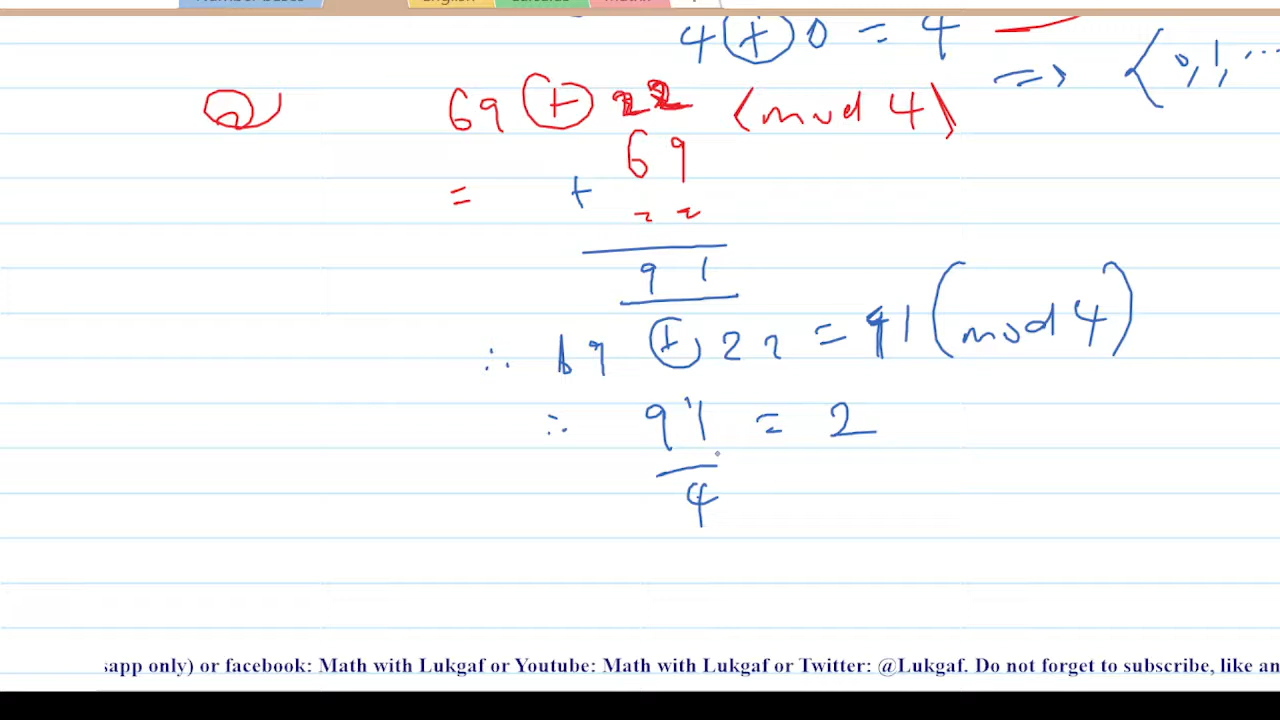 4 ⊕ 0 = 4
=> { 0, 1, ...
Q 69 ⊕ 22 (mod 4)
= + 69
22
91
∴ 69 ⊕ 22 = 91 (mod 4)
∴ 91 = 2
4
sapp only) or facebook: Math with Lukgaf or Youtube: Math with Lukgaf or Twitter: @Lukgaf. Do not forget to subscribe, like an